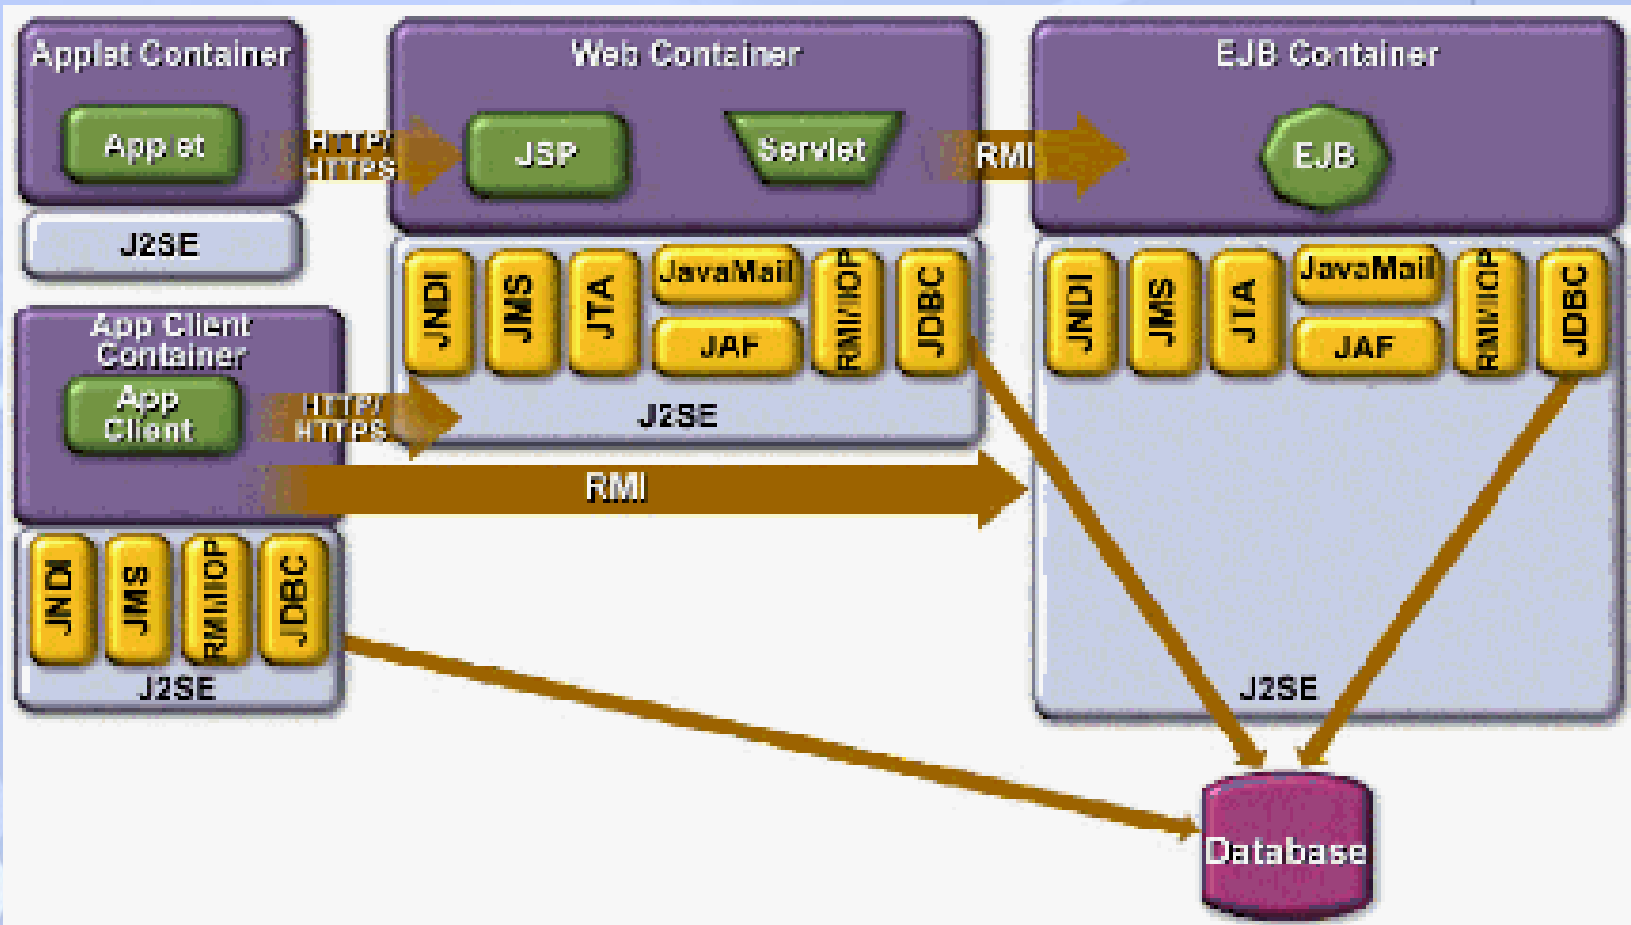 Applet Container
Applet
HTTP/
HTTPS
J2SE
Web Container
JSP
Servlet
RMI
JNDI
JMS
JTA
JavaMail
JAF
RMI/IIOP
JDBC
J2SE
EJB Container
EJB
JNDI
JMS
JTA
JavaMail
JAF
RMI/IIOP
JDBC
J2SE
App Client
Container
App
Client
HTTP/
HTTPS
RMI
JNDI
JMS
RMI/IIOP
JDBC
J2SE
Database